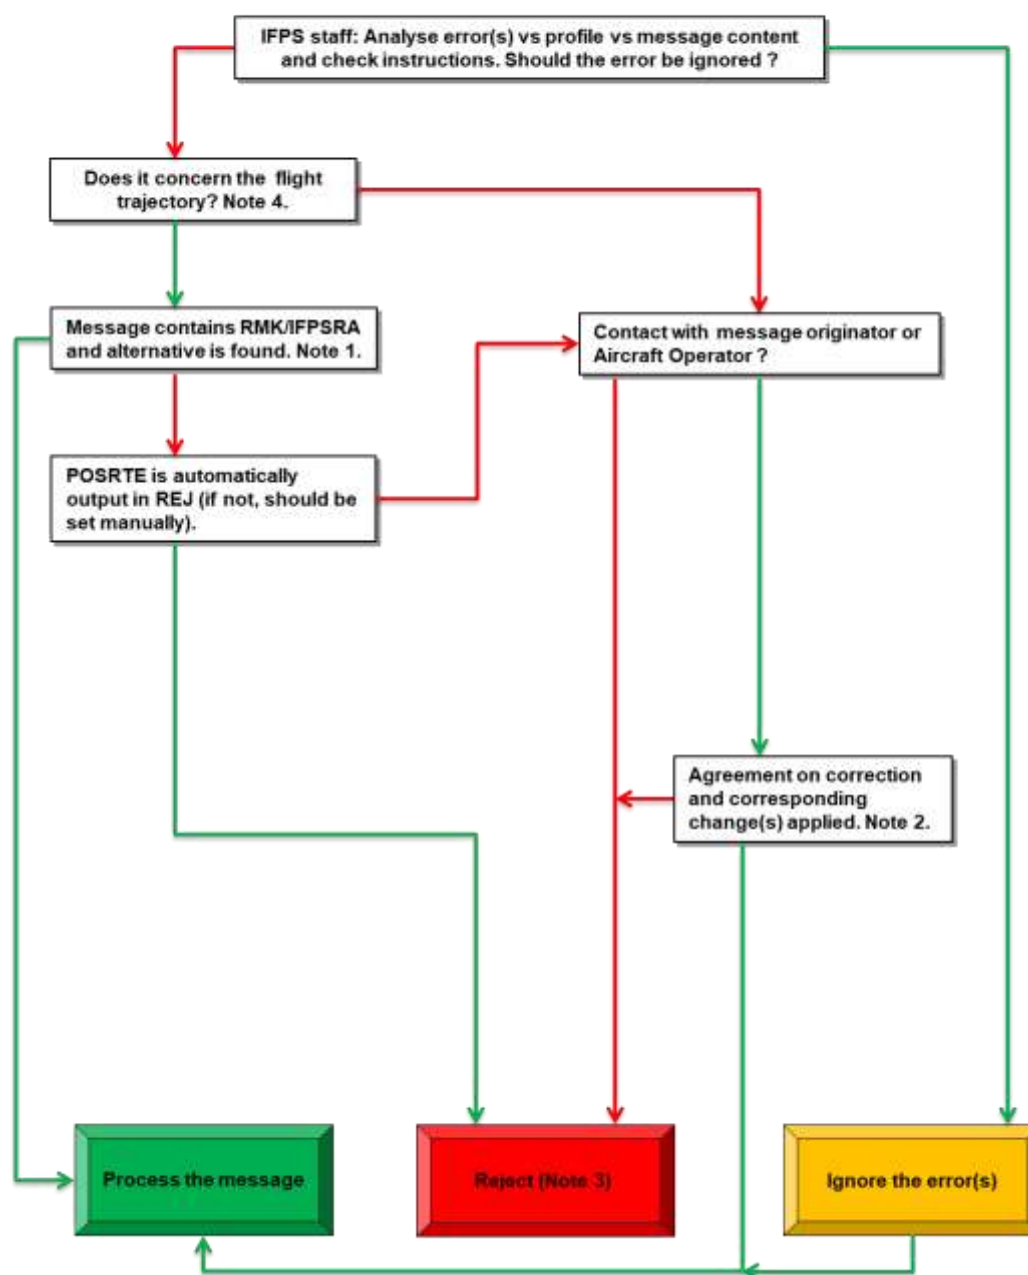 IFPS staff: Analyse error(s) vs profile vs message content
and check instructions. Should the error be ignored ?
Does it concern the flight
trajectory? Note 4.
Message contains RMK/IFPSRA
and alternative is found. Note 1.
Contact with message originator or
Aircraft Operator ?
POSRTE is automatically
output in REJ (if not, should be
set manually).
Agreement on correction
and corresponding
change(s) applied. Note 2.
Process the message
Reject (Note 3)
Ignore the error(s)